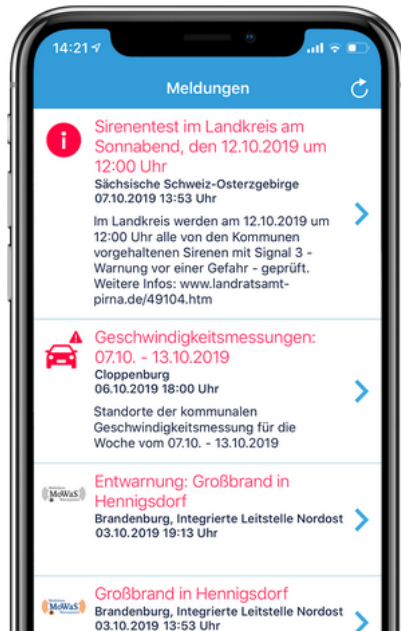 14:21
Meldungen
Sirenentest im Landkreis am
Sonnabend, den 12.10.2019 um
12:00 Uhr
Sächsische Schweiz-Osterzgebirge
07.10.2019 13:53 Uhr
Im Landkreis werden am 12.10.2019 um
12:00 Uhr alle von den Kommunen
vorgehaltenen Sirenen mit Signal 3 -
Warnung vor einer Gefahr - geprüft.
Weitere Infos: www.landratsamt-
pirna.de/49104.htm
Geschwindigkeitsmessungen:
07.10. - 13.10.2019
Cloppenburg
06.10.2019 18:00 Uhr
Standorte der kommunalen
Geschwindigkeitsmessung für die
Woche vom 07.10. - 13.10.2019
MoWaS
Entwarnung: Großbrand in
Hennigsdorf
Brandenburg, Integrierte Leitstelle Nordost
03.10.2019 19:13 Uhr
MoWaS
Großbrand in Hennigsdorf
Brandenburg, Integrierte Leitstelle Nordost
03.10.2019 13:53 Uhr